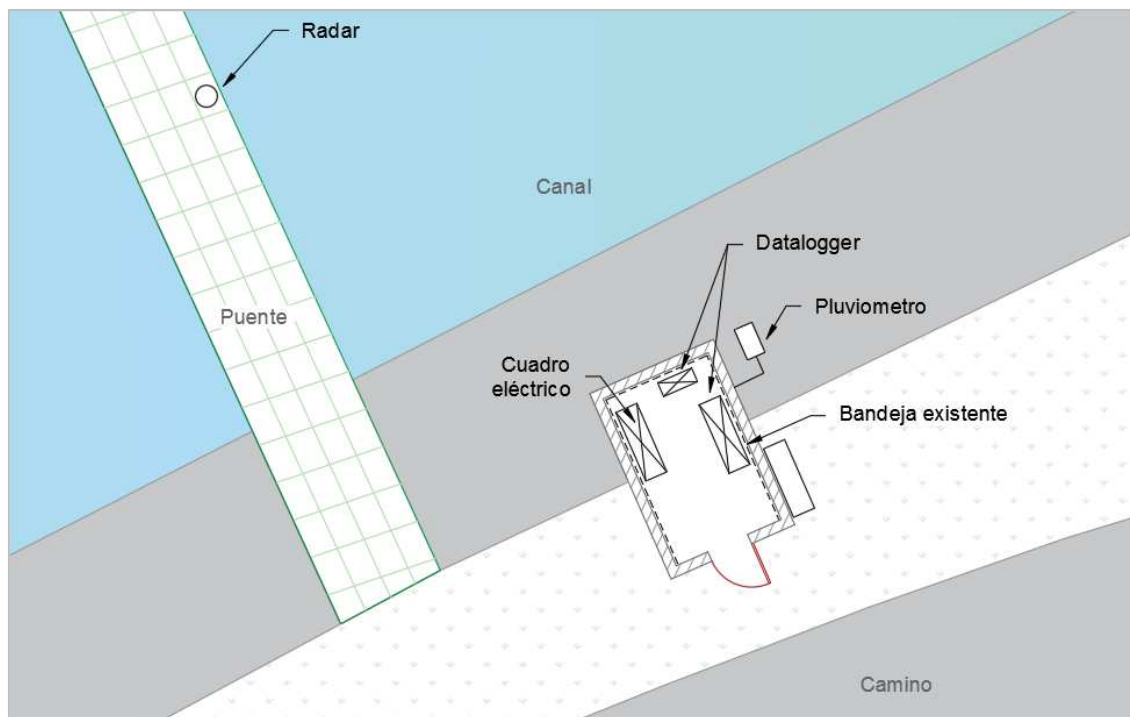 Radar
Canal
Datalogger
Pluviometro
Puente
Cuadro
eléctrico
Bandeja existente
Camino